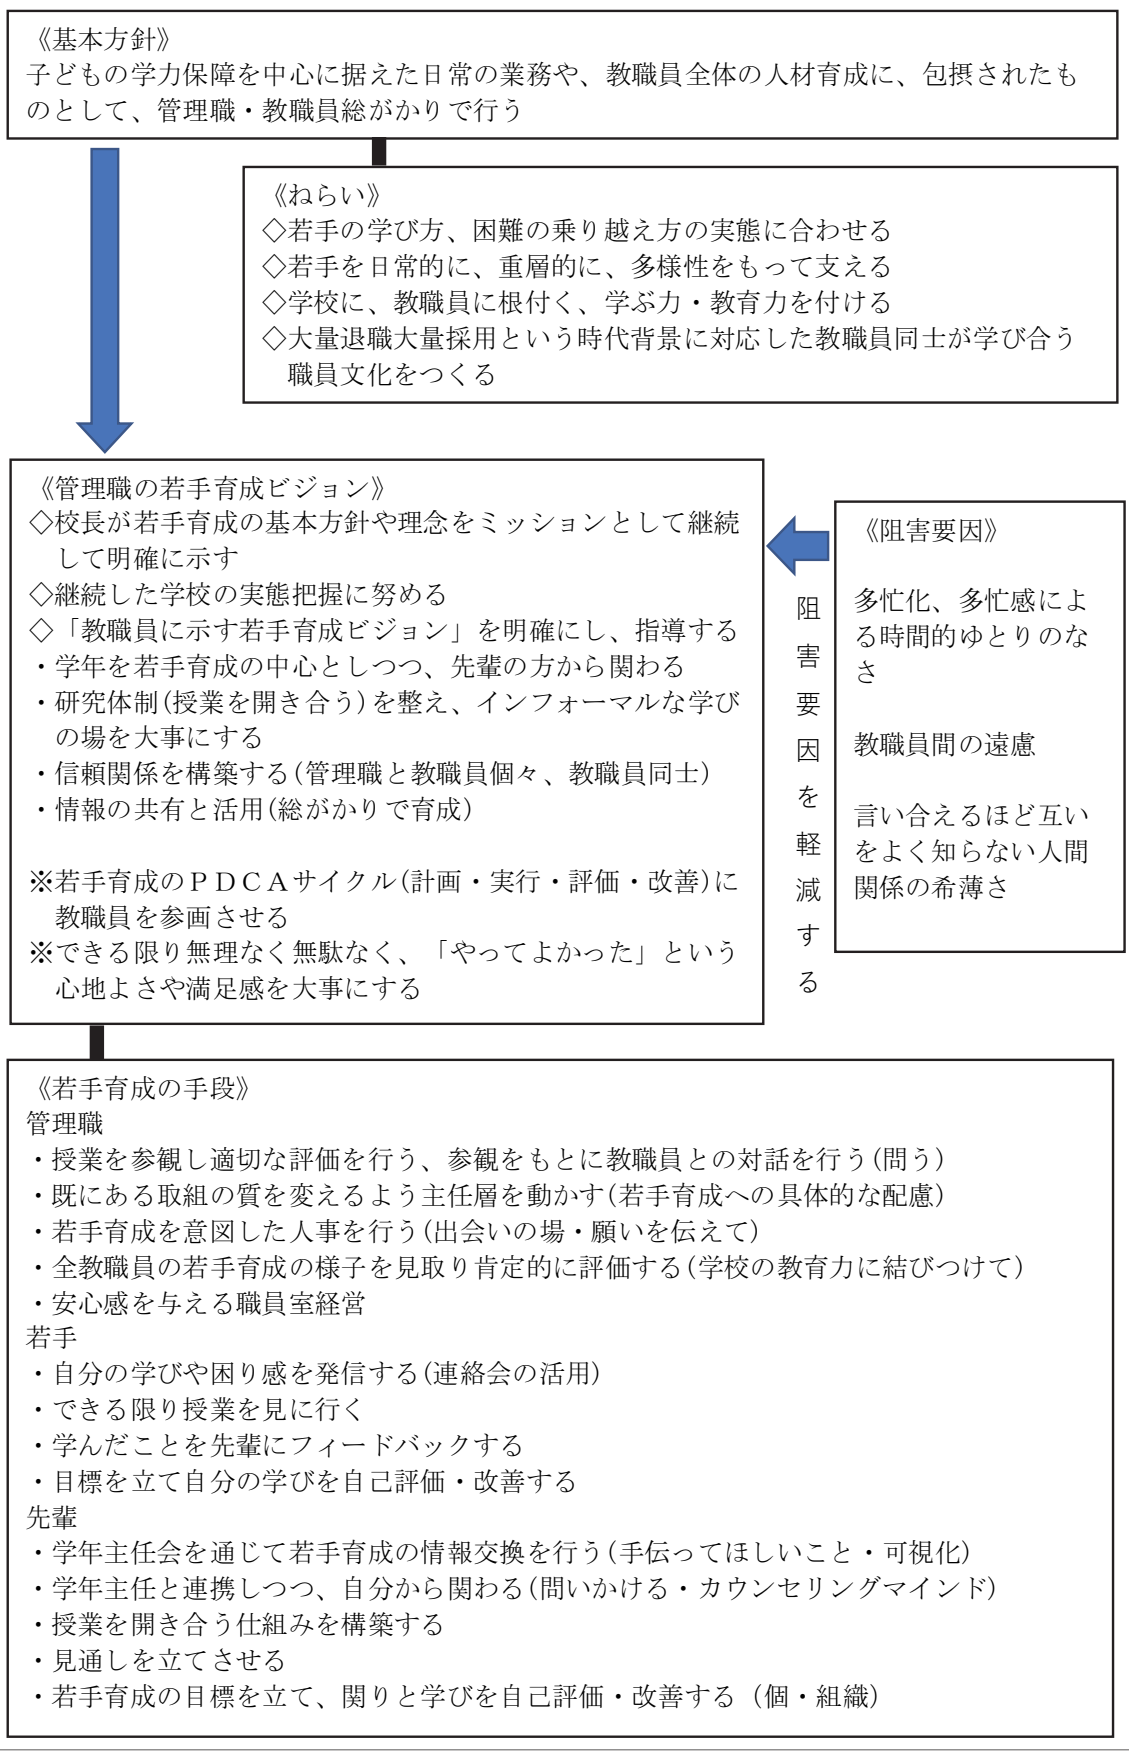 《基本方針》
子どもの学力保障を中心に据えた日常の業務や、教職員全体の人材育成に、包摂されたも
のとして、管理職・教職員総がかりで行う
《ねらい》
◇若手の学び方、困難の乗り越え方の実態に合わせる
◇若手を日常的に、重層的に、多様性をもって支える
◇学校に、教職員に根付く、学ぶ力・教育力を付ける
◇大量退職大量採用という時代背景に対応した教職員同士が学び合う
職員文化をつくる
《管理職の若手育成ビジョン》
◇校長が若手育成の基本方針や理念をミッションとして継続
して明確に示す
◇継続した学校の実態把握に努める
◇「教職員に示す若手育成ビジョン」を明確にし、指導する
・学年を若手育成の中心としつつ、先輩の方から関わる
・研究体制(授業を開き合う)を整え、インフォーマルな学び
の場を大事にする
・信頼関係を構築する(管理職と教職員個々、教職員同士)
・情報の共有と活用(総がかりで育成)
※若手育成のＰＤＣＡサイクル(計画・実行・評価・改善)に
教職員を参画させる
※できる限り無理なく無駄なく、「やってよかった」という
心地よさや満足感を大事にする
阻害要因を軽減する
《阻害要因》
多忙化、多忙感によ
る時間的ゆとりのな
さ
教職員間の遠慮
言い合えるほど互い
をよく知らない人間
関係の希薄さ
《若手育成の手段》
管理職
・授業を参観し適切な評価を行う、参観をもとに教職員との対話を行う(問う)
・既にある取組の質を変えるよう主任層を動かす(若手育成への具体的な配慮)
・若手育成を意図した人事を行う(出会いの場・願いを伝えて)
・全教職員の若手育成の様子を見取り肯定的に評価する(学校の教育力に結びつけて)
・安心感を与える職員室経営
若手
・自分の学びや困り感を発信する(連絡会の活用)
・できる限り授業を見に行く
・学んだことを先輩にフィードバックする
・目標を立て自分の学びを自己評価・改善する
先輩
・学年主任会を通じて若手育成の情報交換を行う(手伝ってほしいこと・可視化)
・学年主任と連携しつつ、自分から関わる(問いかける・カウンセリングマインド)
・授業を開き合う仕組みを構築する
・見通しを立てさせる
・若手育成の目標を立て、関りと学びを自己評価・改善する（個・組織）